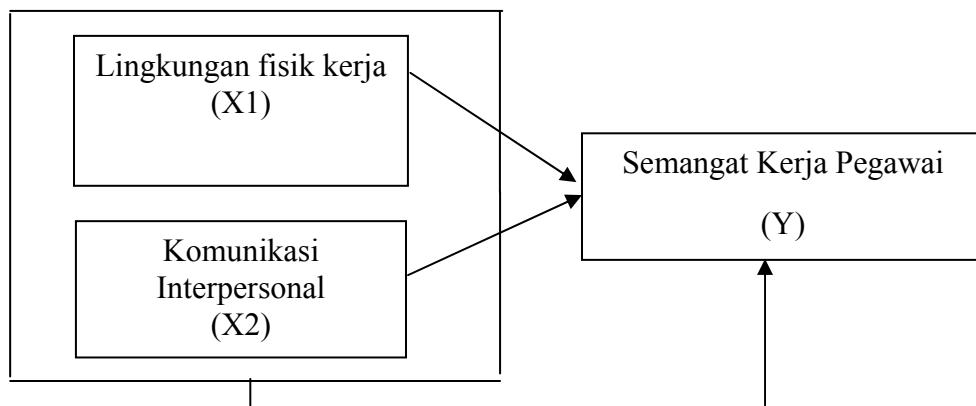 Lingkungan fisik kerja
(X1)
Semangat Kerja Pegawai
(Y)
Komunikasi
Interpersonal
(X2)